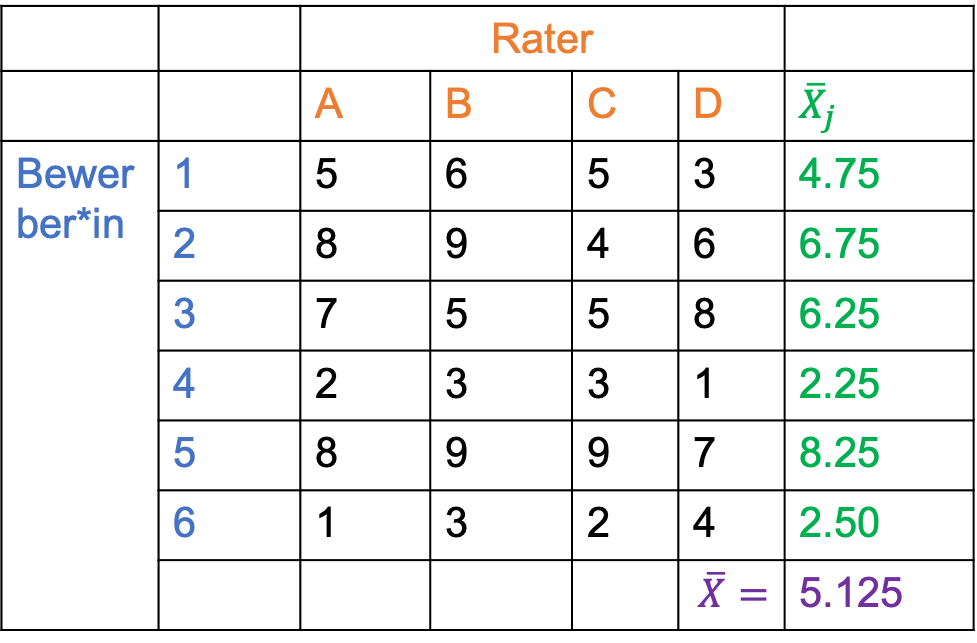 Rater
A B C D X̄j
Bewer 1 5 6 5 3 4.75
ber*in
2 8 9 4 6 6.75
3 7 5 5 8 6.25
4 2 3 3 1 2.25
5 8 9 9 7 8.25
6 1 3 2 4 2.50
X̄ = 5.125